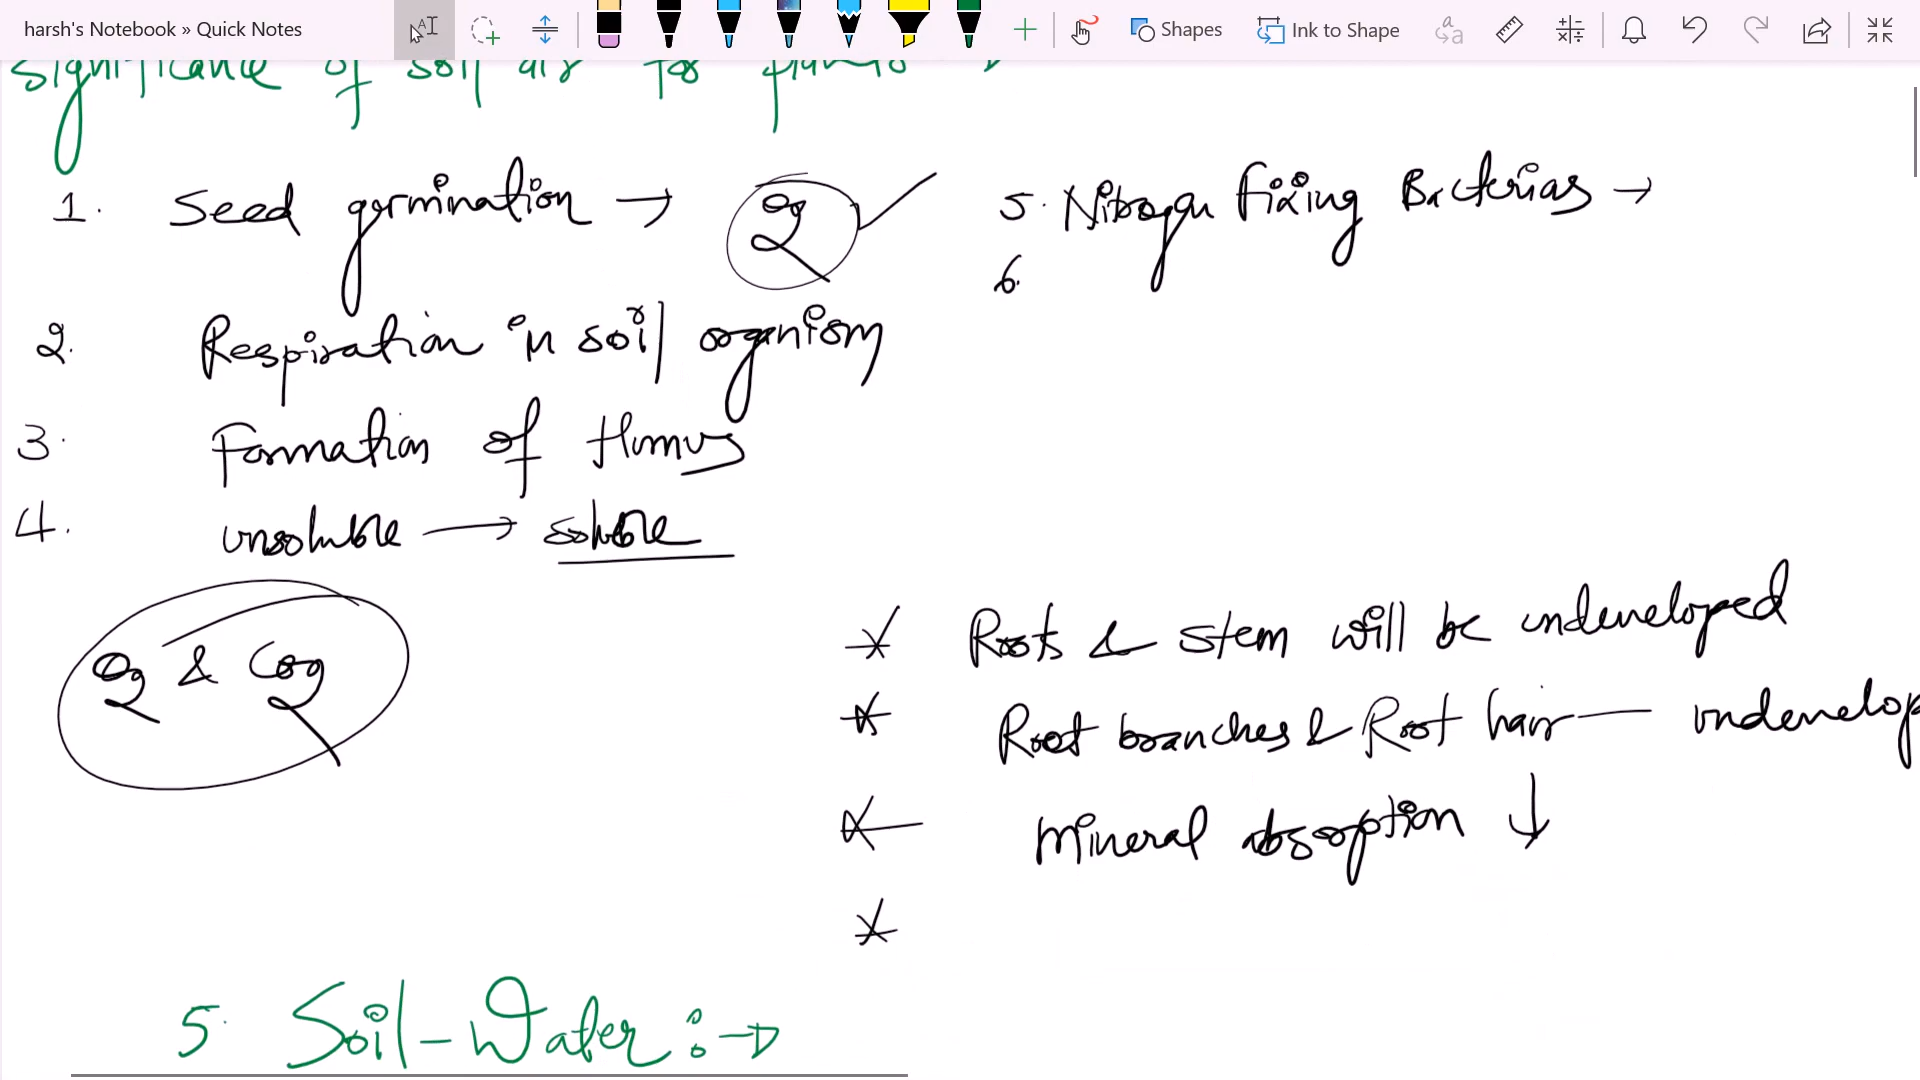 harsh's Notebook » Quick Notes
Shapes
Ink to Shape
significance of soil air for plants :→
1. Seed germination → O2
2. Respiration in soil organism
3. Formation of Humus
4. unsoluble → soluble
O2 & CO2
5. Nitrogen fixing Bacterias →
6.
* Roots & stem will be undeveloped
* Root branches & Root hair — undevelop
* Mineral absorption ↓
*
5. Soil-Water :→